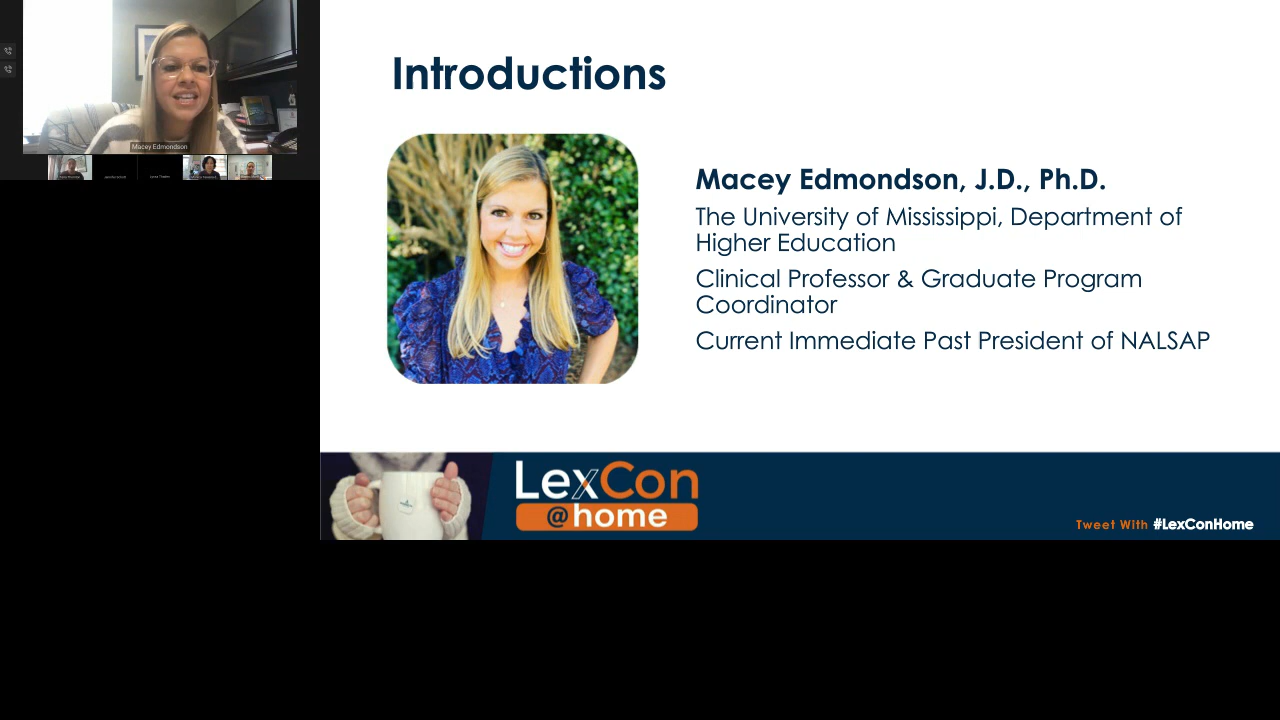 Macey Edmondson
Introductions
Macey Edmondson, J.D., Ph.D.
The University of Mississippi, Department of
Higher Education
Clinical Professor & Graduate Program
Coordinator
Current Immediate Past President of NALSAP
LexCon
@home
Tweet With #LexConHome